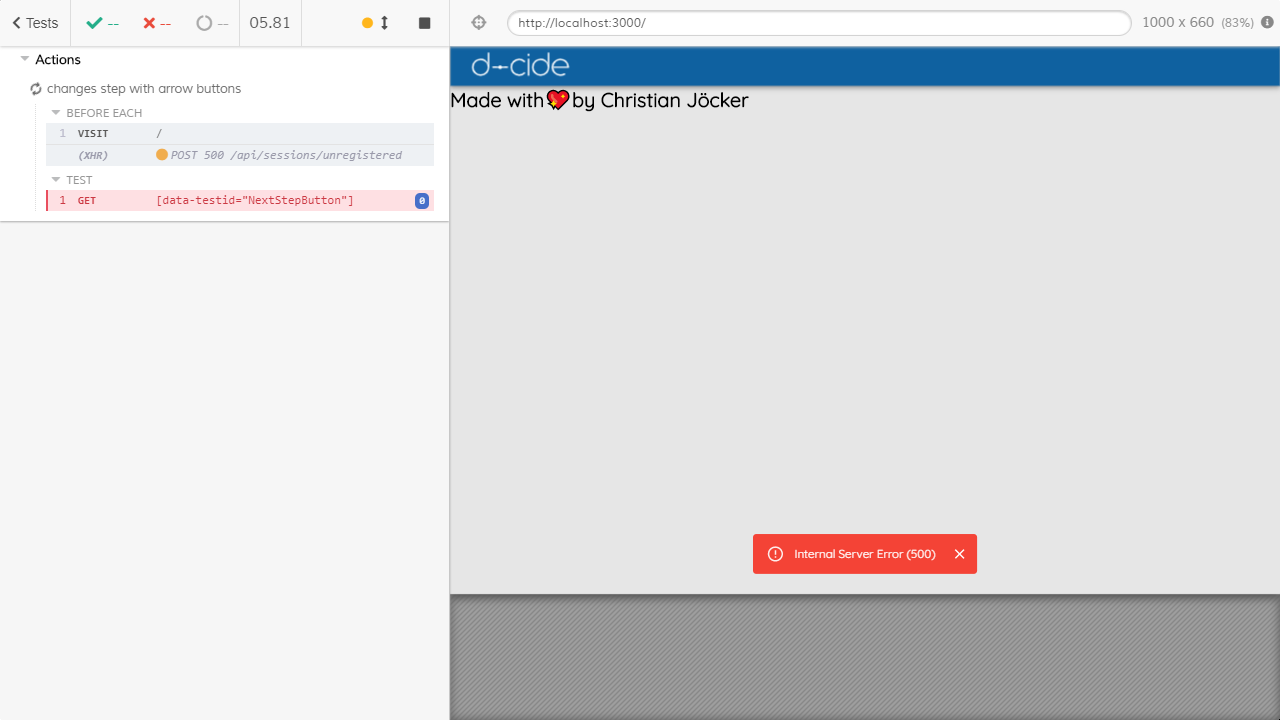 Tests -- -- -- 05.81
http://localhost:3000/ 1000 x 660 (83%)
Actions
changes step with arrow buttons
BEFORE EACH
1 VISIT /
(XHR) POST 500 /api/sessions/unregistered
TEST
1 GET [data-testid="NextStepButton"] 0
d-cide
Made with💖by Christian Jöcker
Internal Server Error (500)